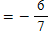 = − 6/7